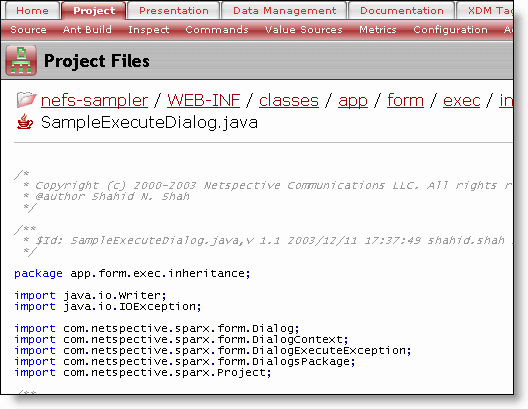 Home Project Presentation Data Management Documentation XDM Tag
Source Ant Build Inspect Commands Value Sources Metrics Configuration
Project Files
nefs-sampler / WEB-INF / classes / app / form / exec / in
SampleExecuteDialog.java
/*
* Copyright (c) 2000-2003 Netspective Communications LLC. All rights r
* @author Shahid N. Shah
*/
/**
* $Id: SampleExecuteDialog.java,v 1.1 2003/12/11 17:37:49 shahid.shah
*/
package app.form.exec.inheritance;
import java.io.Writer;
import java.io.IOException;
import com.netspective.sparx.form.Dialog;
import com.netspective.sparx.form.DialogContext;
import com.netspective.sparx.form.DialogExecuteException;
import com.netspective.sparx.form.DialogsPackage;
import com.netspective.sparx.Project;
/**